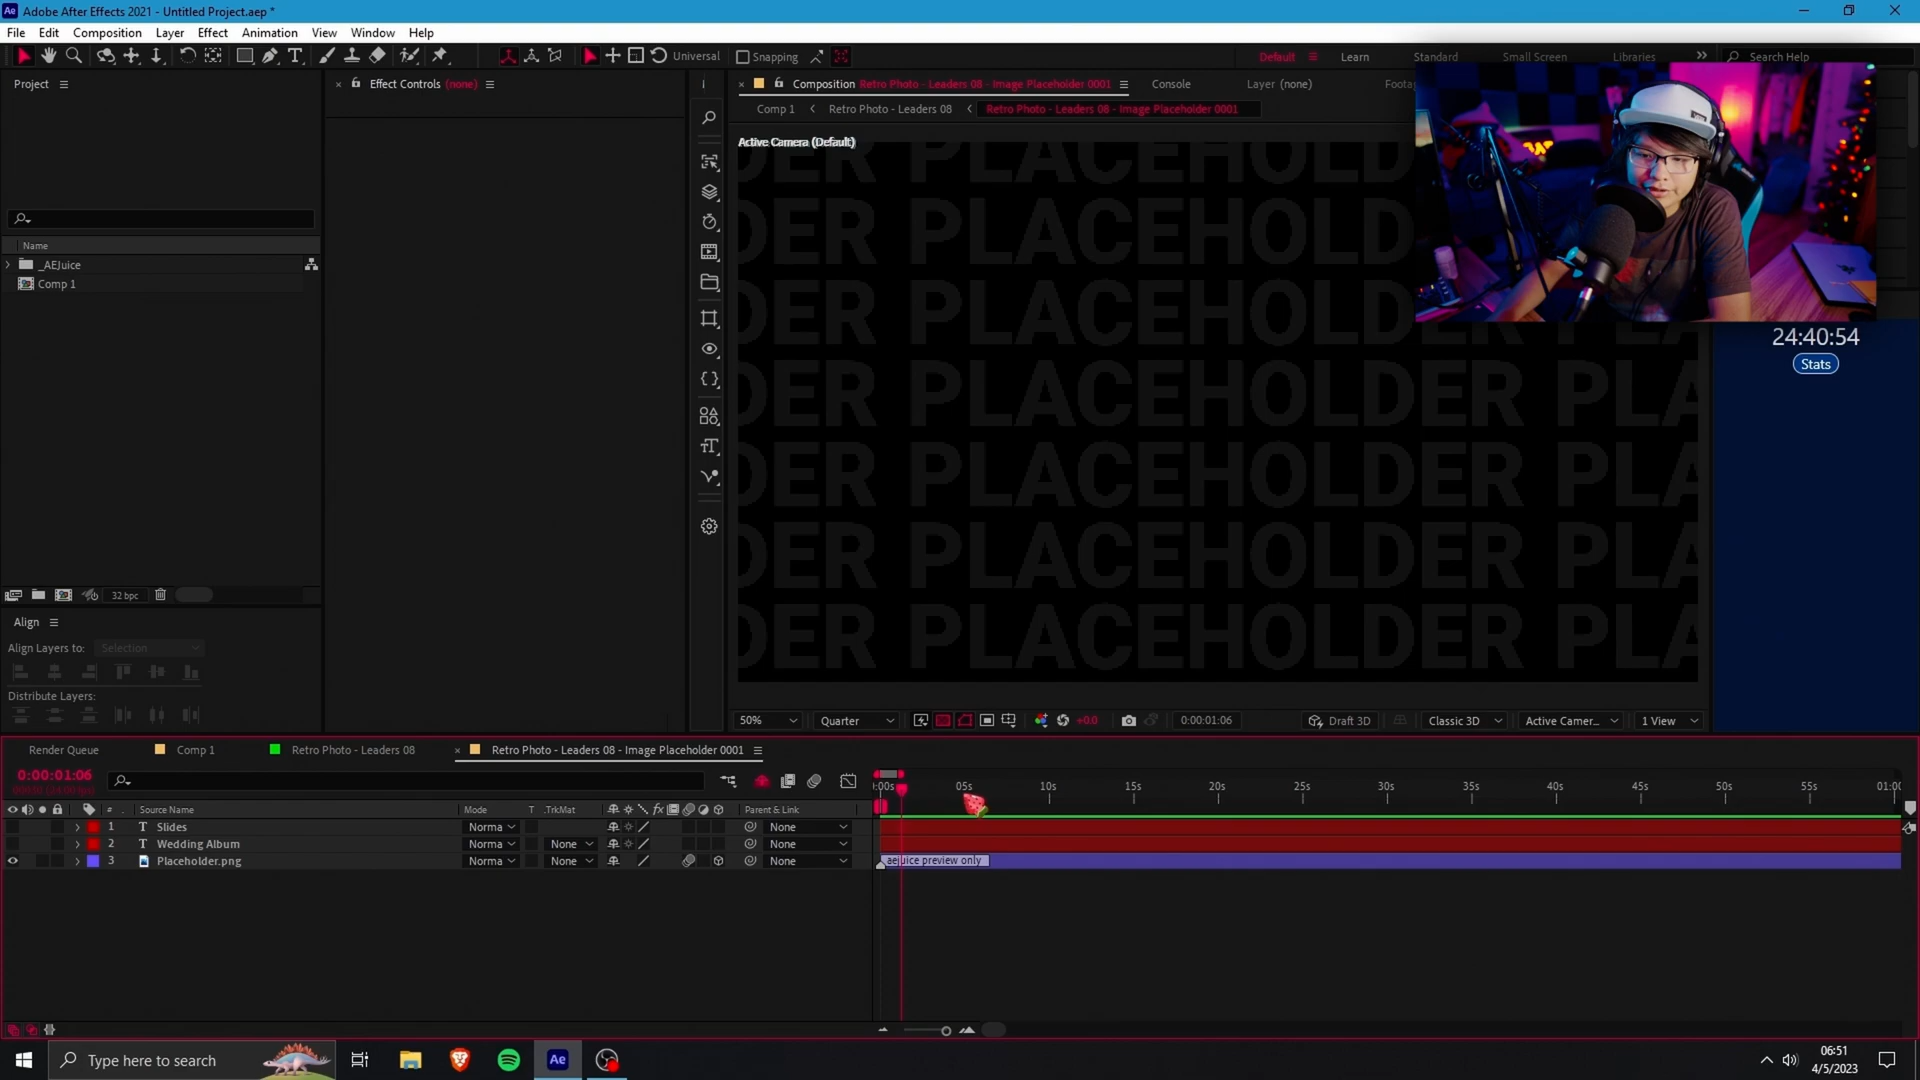 Ae Adobe After Effects 2021 - Untitled Project.aep *
File Edit Composition Layer Effect Animation View Window Help
Universal Snapping Default Learn Standard Small Screen Libraries Search Help
Project
Effect Controls (none)
Composition Retro Photo - Leaders 08 - Image Placeholder 0001 Console Layer (none)
Comp 1 Retro Photo - Leaders 08 Retro Photo - Leaders 08 - Image Placeholder 0001
Active Camera (Default)
DER PLACEHOLD
DER PLACEHOLD
DER PLACEHOLDER PLA
DER PLACEHOLDER PLA
DER PLACEHOLDER PLA
DER PLACEHOLDER PLA
DER PLACEHOLDER PLA
Name
_AEJuice
Comp 1
24:40:54
Stats
32 bpc
Align
Align Layers to: Selection
Distribute Layers:
50% Quarter +0.0 0:00:01:06 Draft 3D Classic 3D Active Camer... 1 View
Render Queue Comp 1 Retro Photo - Leaders 08 Retro Photo - Leaders 08 - Image Placeholder 0001
0:00:01:06
:00s 05s 10s 15s 20s 25s 30s 35s 40s 45s 50s 55s 01:00
# Source Name Mode T .TrkMat fx Parent & Link
1 T Slides Norma None
2 T Wedding Album Norma None None
3 Placeholder.png Norma None None aejuice preview only
Type here to search Ae 06:51
4/5/2023